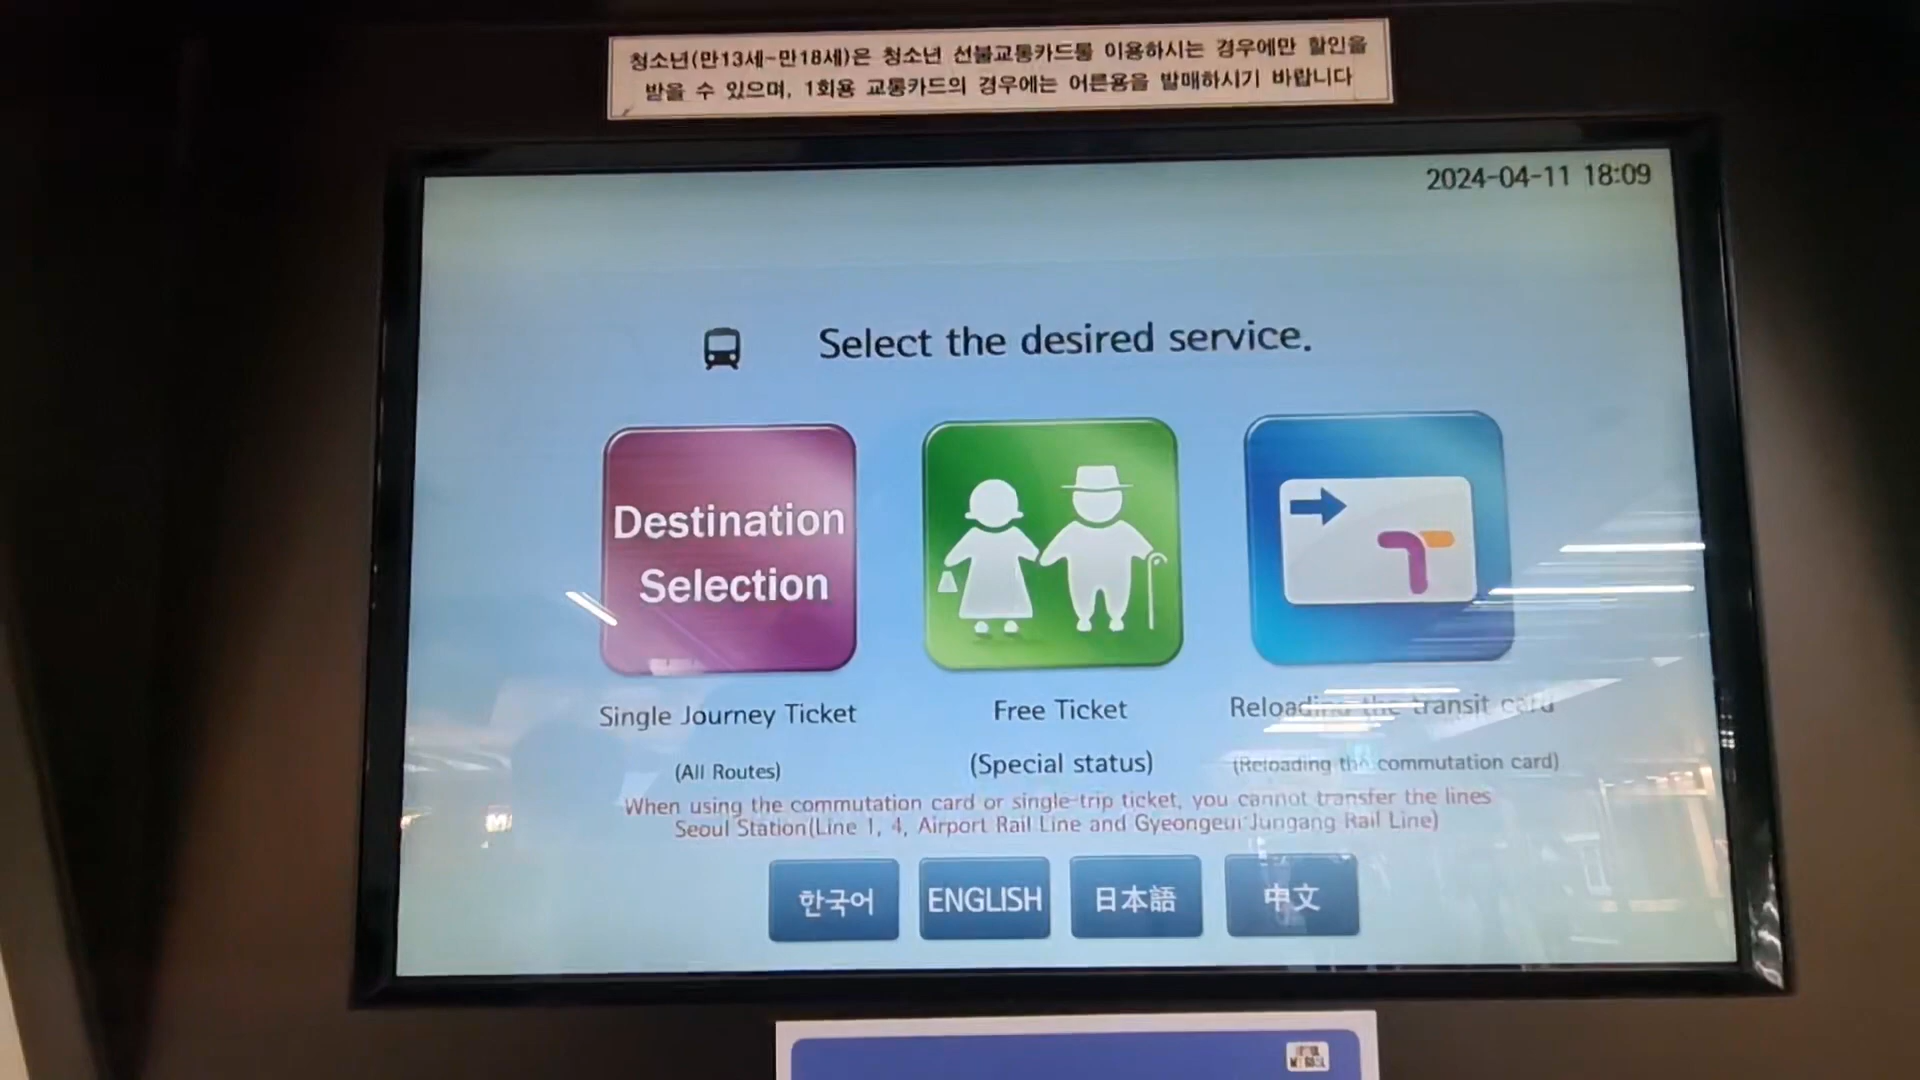 청소년(만13세~만18세)은 청소년 선불교통카드를 이용하시는 경우에만 할인을
받을 수 있으며, 1회용 교통카드의 경우에는 어른용을 발매하시기 바랍니다
2024-04-11 18:09
Select the desired service.
Destination
Selection
Single Journey Ticket
(All Routes)
Free Ticket
(Special status)
Reloading the transit card
(Reloading the commutation card)
When using the commutation card or single-trip ticket, you cannot transfer the lines
Seoul Station(Line 1, 4, Airport Rail Line and Gyeongeui·Jungang Rail Line)
한국어
ENGLISH
日本語
中文